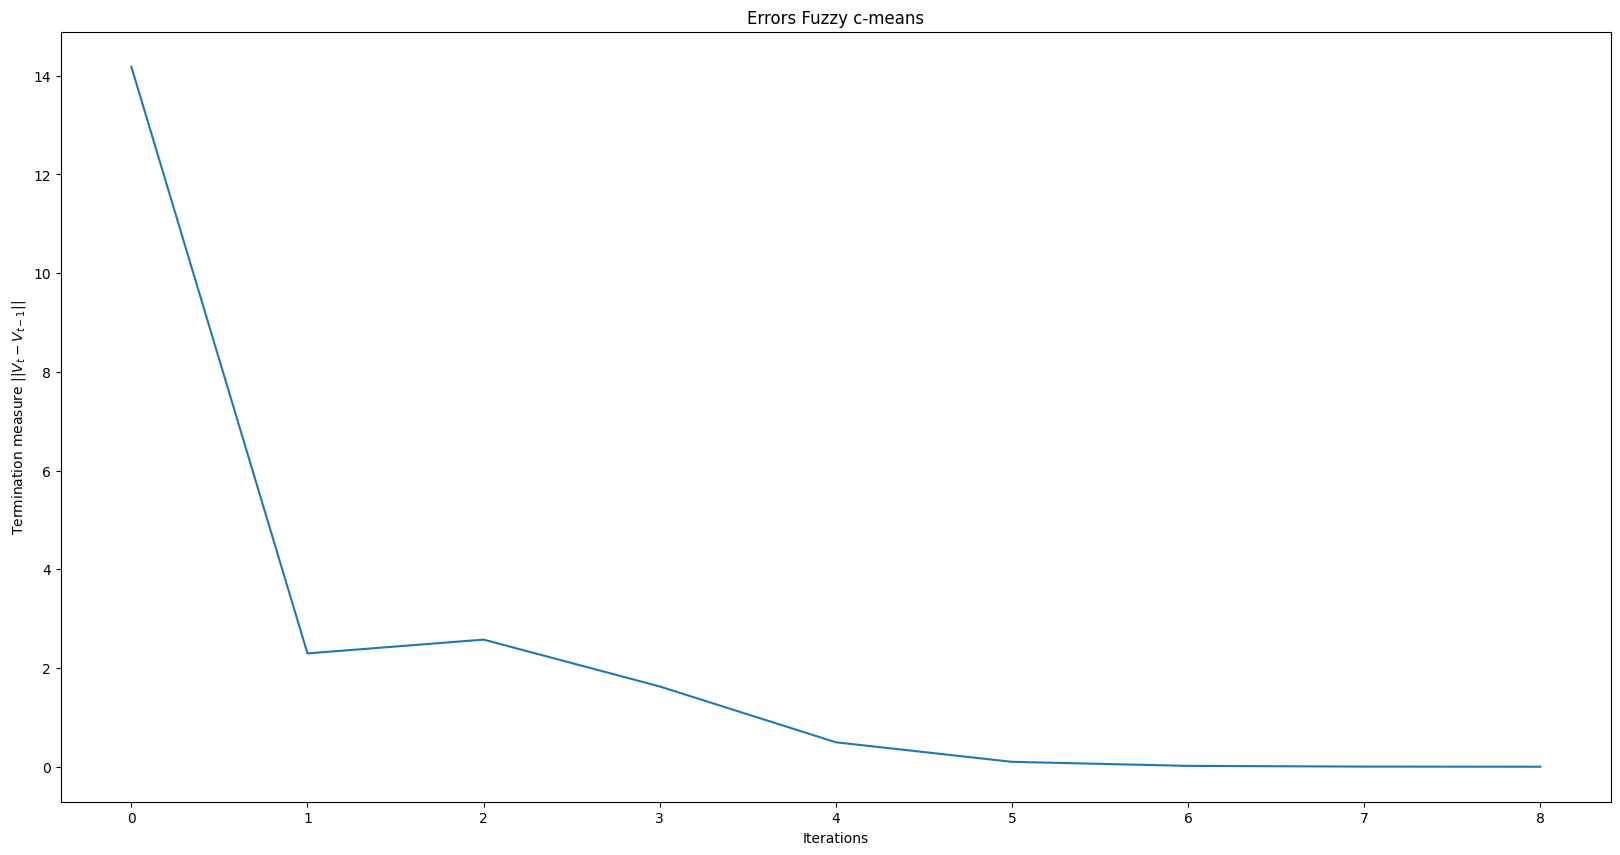 Errors Fuzzy c-means
14
12
10
8
6
4
2
0
Termination measure ||V_t − V_{t−1}||
0 1 2 3 4 5 6 7 8
Iterations